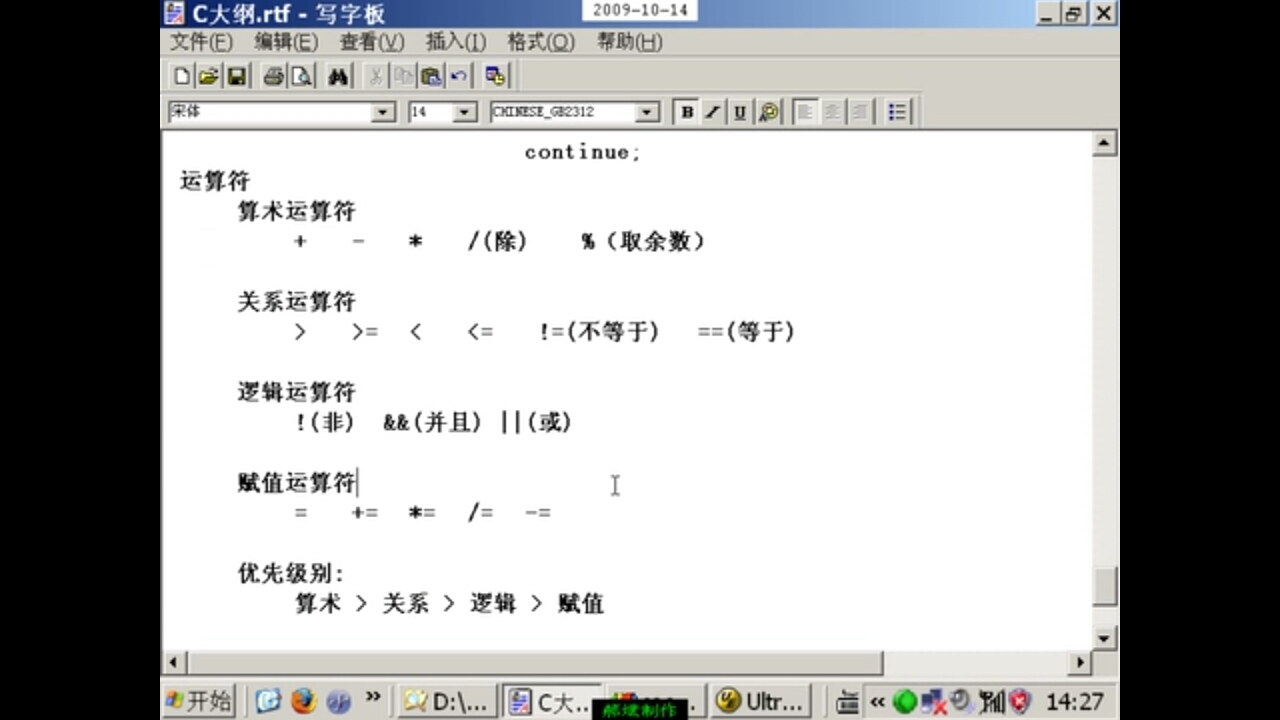 C大纲.rtf - 写字板
2009-10-14
文件(F) 编辑(E) 查看(V) 插入(I) 格式(O) 帮助(H)
宋体 14 CHINESE_GB2312 B I U
continue;
运算符
算术运算符
+ - * /(除) %（取余数）
关系运算符
> >= < <= !=(不等于) ==(等于)
逻辑运算符
!(非) &&(并且) ||(或)
赋值运算符
= += *= /= -=
优先级别:
算术 > 关系 > 逻辑 > 赋值
开始 » D:\... C大... Ultr... « 14:27
郝斌制作